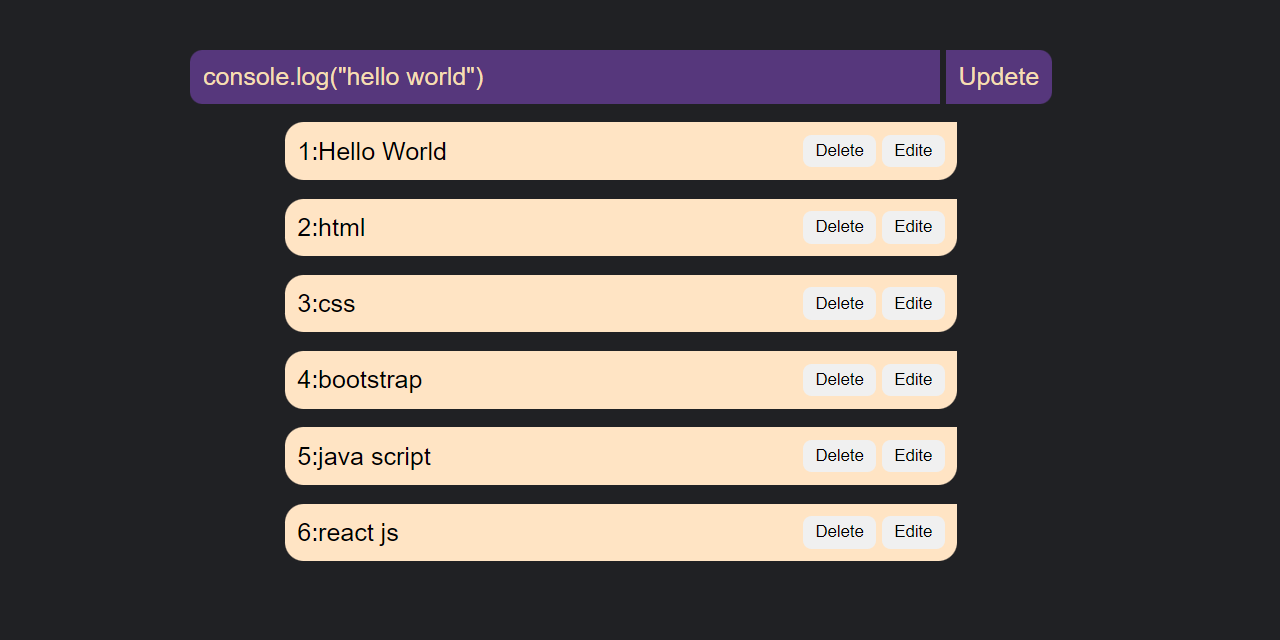 console.log("hello world") Updete
1:Hello World Delete Edite
2:html Delete Edite
3:css Delete Edite
4:bootstrap Delete Edite
5:java script Delete Edite
6:react js Delete Edite